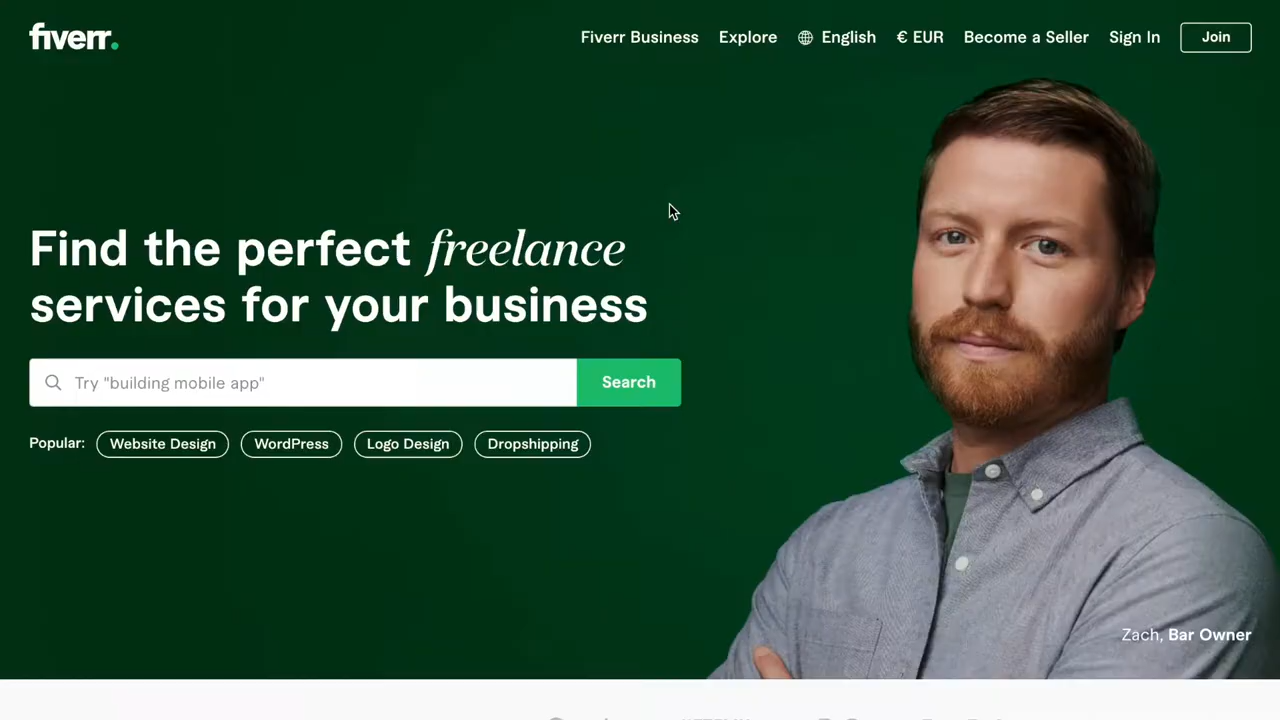 fiverr.
Fiverr Business
Explore
English
€ EUR
Become a Seller
Sign In
Join
Find the perfect freelance
services for your business
Try "building mobile app"
Search
Popular:
Website Design
WordPress
Logo Design
Dropshipping
Zach, Bar Owner